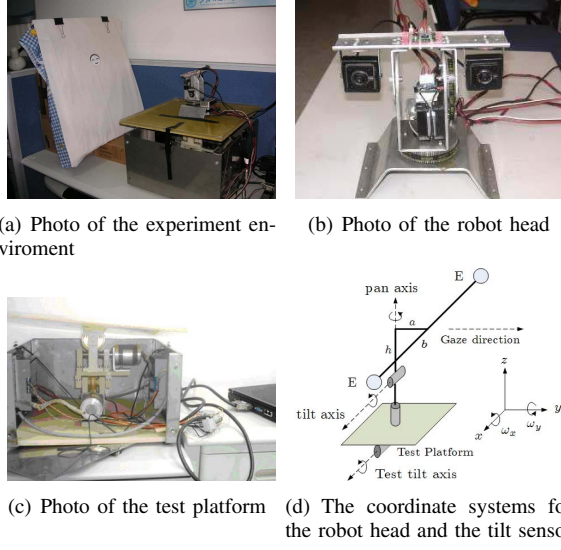 (a) Photo of the experiment en-
viroment
(b) Photo of the robot head
E
pan axis
a
h
b
Gaze direction
E
tilt axis
z
y
x
ωx
ωy
Test Platform
Test tilt axis
(c) Photo of the test platform
(d) The coordinate systems fo
the robot head and the tilt senso